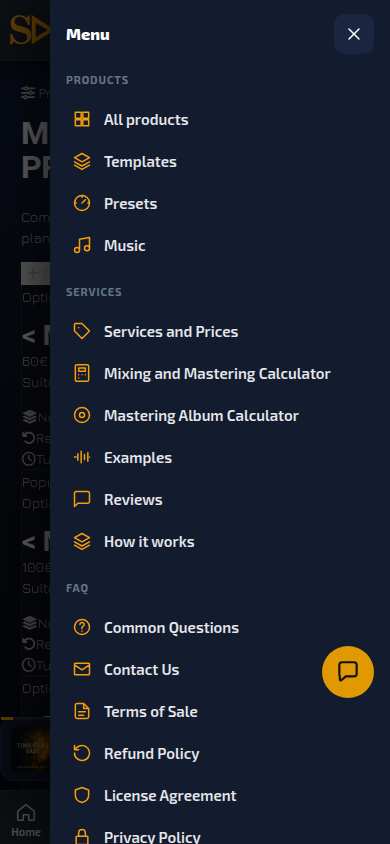 Menu
PRODUCTS
All products
Templates
Presets
Music
SERVICES
Services and Prices
Mixing and Mastering Calculator
Mastering Album Calculator
Examples
Reviews
How it works
FAQ
Common Questions
Contact Us
Terms of Sale
Refund Policy
License Agreement
Privacy Policy
60€
100€
Home